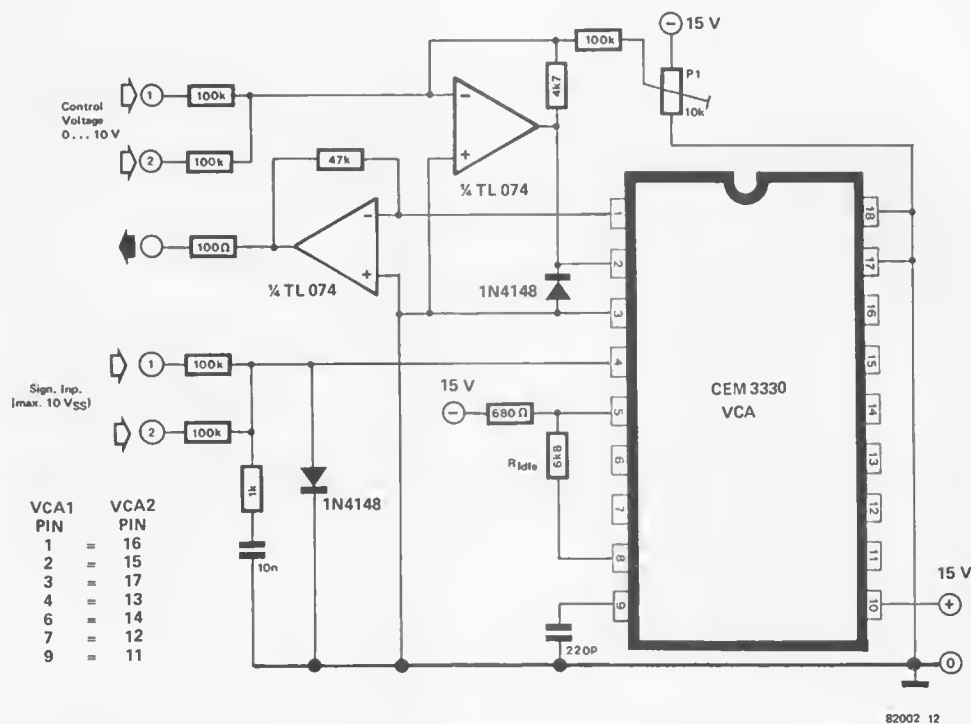 15 V
100k
P1
10k
4k7
1
100k
Control
Voltage
0 ... 10 V
2
100k
47k
¼ TL 074
100Ω
¼ TL 074
1N4148
1
100k
Sign. Inp.
(max. 10 VSS)
2
100k
1k
10n
1N4148
15 V
680 Ω
RIdle
6k8
220p
CEM 3330
VCA
1
2
3
4
5
6
7
8
9
18
17
16
15
14
13
12
11
10
15 V
0
VCA1 VCA2
PIN PIN
1 = 16
2 = 15
3 = 17
4 = 13
6 = 14
7 = 12
9 = 11
82002 12